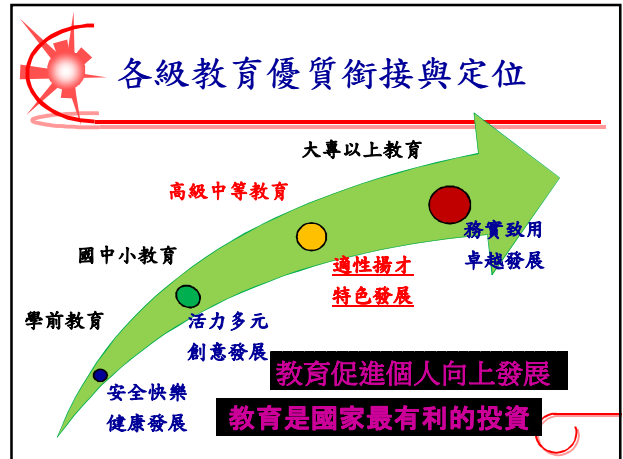 各級教育優質銜接與定位
大專以上教育
高級中等教育
國中小教育
學前教育
務實致用
卓越發展
適性揚才
特色發展
活力多元
創意發展
安全快樂
健康發展
教育促進個人向上發展
教育是國家最有利的投資